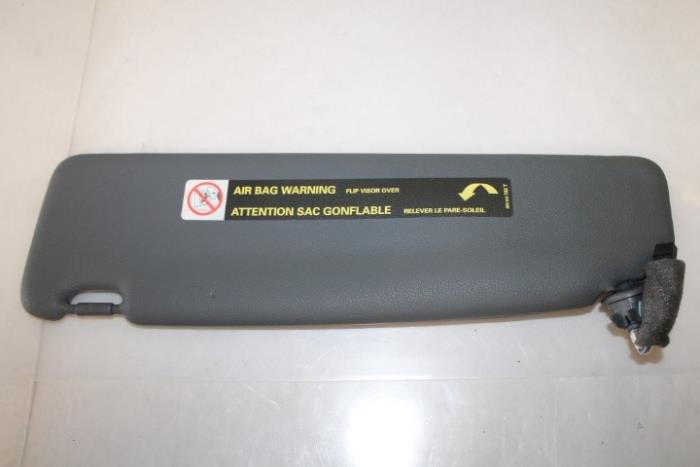 AIR BAG WARNING FLIP VISOR OVER
ATTENTION SAC GONFLABLE RELEVER LE PARE-SOLEIL